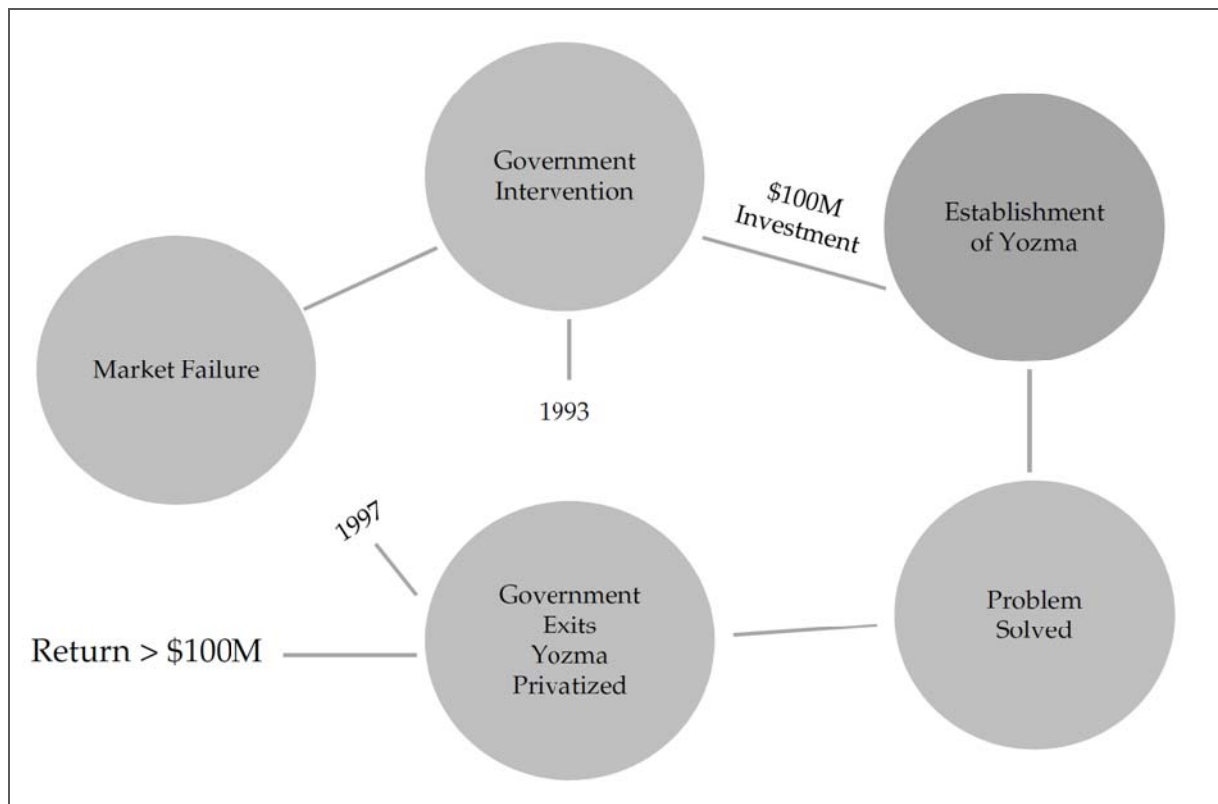 Market Failure
Government
Intervention
1993
$100M
Investment
Establishment
of Yozma
Problem
Solved
Government
Exits
Yozma
Privatized
1997
Return > $100M